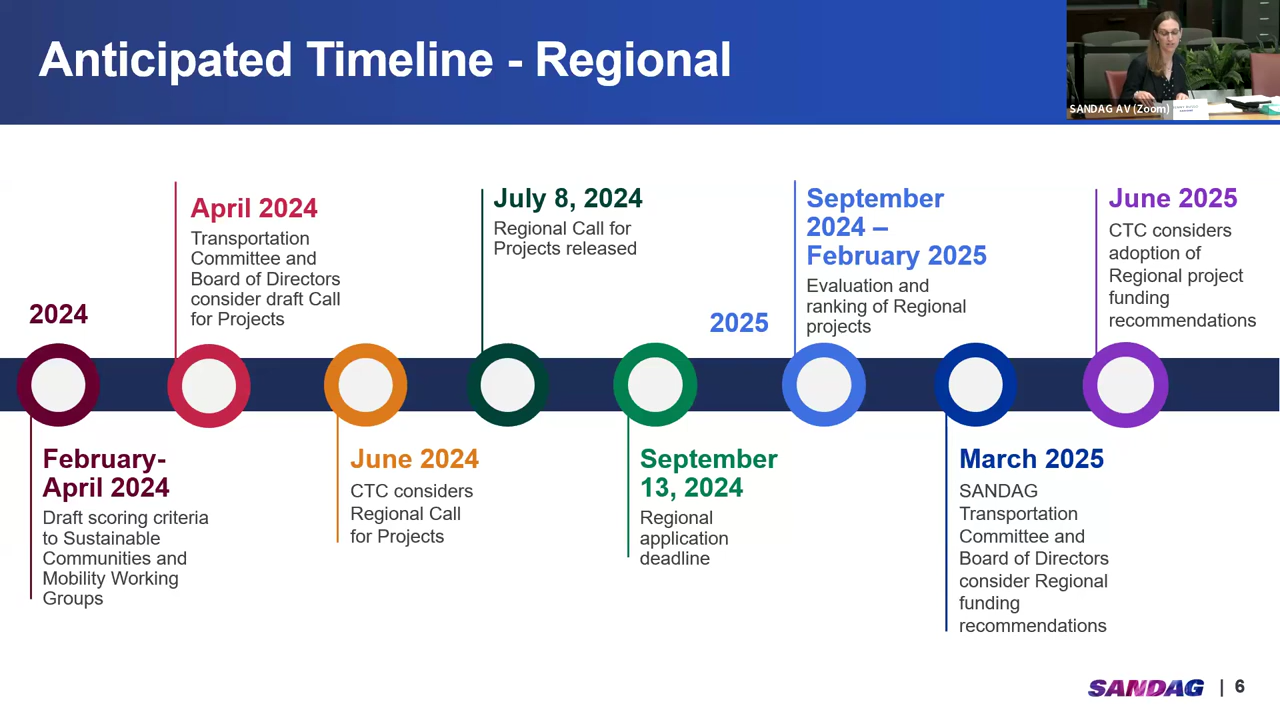 Anticipated Timeline - Regional
SANDAG AV (Zoom)
2024
February-
April 2024
Draft scoring criteria
to Sustainable
Communities and
Mobility Working
Groups
April 2024
Transportation
Committee and
Board of Directors
consider draft Call
for Projects
June 2024
CTC considers
Regional Call
for Projects
July 8, 2024
Regional Call for
Projects released
September
13, 2024
Regional
application
deadline
2025
September
2024 –
February 2025
Evaluation and
ranking of Regional
projects
March 2025
SANDAG
Transportation
Committee and
Board of Directors
consider Regional
funding
recommendations
June 2025
CTC considers
adoption of
Regional project
funding
recommendations
SANDAG | 6